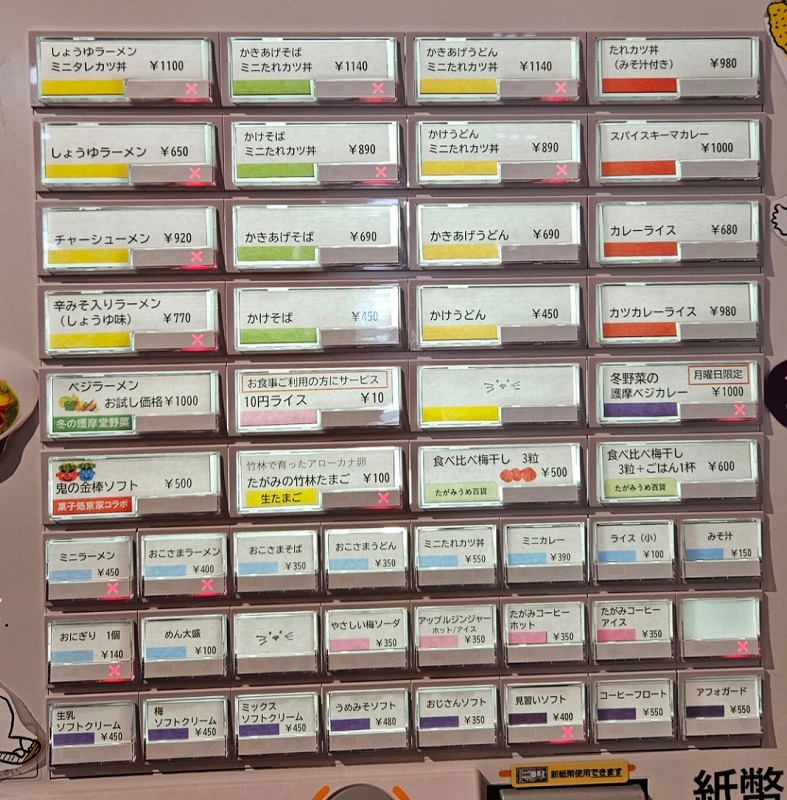 しょうゆラーメン
ミニタレカツ丼 ¥1100
かきあげそば
ミニたれカツ丼 ¥1140
かきあげうどん
ミニたれカツ丼 ¥1140
たれカツ丼
(みそ汁付き) ¥980
しょうゆラーメン ¥650
かけそば
ミニたれカツ丼 ¥890
かけうどん
ミニたれカツ丼 ¥890
スパイスキーマカレー
¥1000
チャーシューメン ¥920
かきあげそば ¥690
かきあげうどん ¥690
カレーライス ¥680
辛みそ入りラーメン
(しょうゆ味) ¥770
かけそば ¥450
かけうどん ¥450
カツカレーライス ¥980
ベジラーメン
お試し価格¥1000
冬の護摩堂野菜
お食事ご利用の方にサービス
10円ライス ¥10
冬野菜の 月曜日限定
護摩ベジカレー ¥1000
鬼の金棒ソフト ¥500
菓子処京家コラボ
竹林で育ったアローカナ卵
たがみの竹林たまご ¥100
生たまご
食べ比べ梅干し 3粒
¥500
たがみうめ百貨
食べ比べ梅干し
3粒+ごはん1杯 ¥600
たがみうめ百貨
ミニラーメン
¥450
おこさまラーメン
¥400
おこさまそば
¥350
おこさまうどん
¥350
ミニたれカツ丼
¥550
ミニカレー
¥390
ライス(小)
¥100
みそ汁
¥150
おにぎり 1個
¥140
めん大盛
¥100
やさしい梅ソーダ
¥350
アップルジンジャー
ホット/アイス
¥350
たがみコーヒー
ホット
¥350
たがみコーヒー
アイス
¥350
生乳
ソフトクリーム
¥450
梅
ソフトクリーム
¥450
ミックス
ソフトクリーム
¥450
うめみそソフト
¥480
おじさんソフト
¥350
見習いソフト
¥400
コーヒーフロート
¥550
アフォガード
¥550
新紙幣使用できます
紙幣